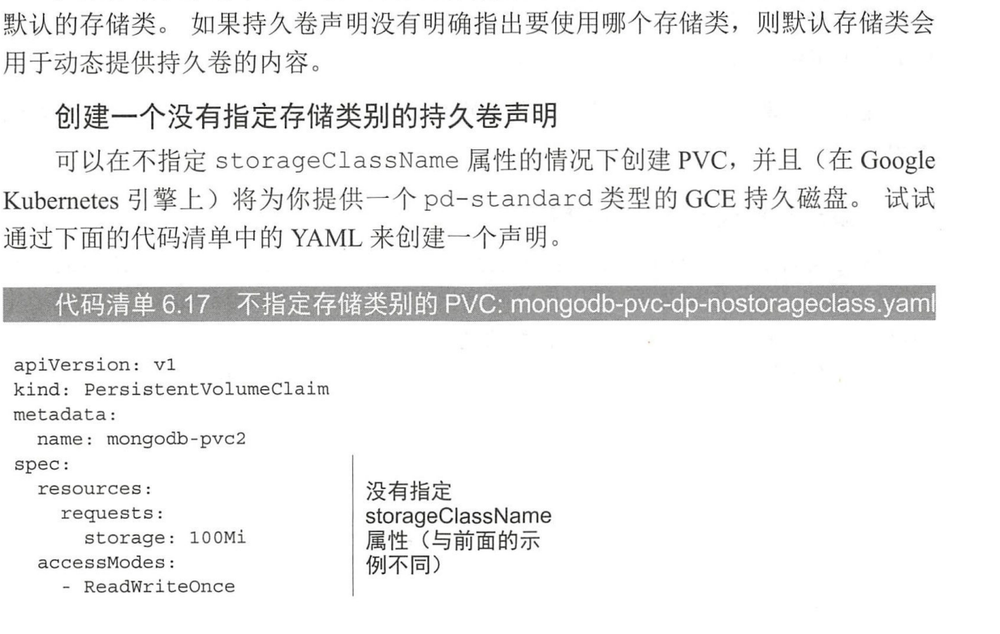 默认的存储类。 如果持久卷声明没有明确指出要使用哪个存储类，则默认存储类会
用于动态提供持久卷的内容。
创建一个没有指定存储类别的持久卷声明
可以在不指定 storageClassName 属性的情况下创建 PVC，并且（在 Google
Kubernetes 引擎上）将为你提供一个 pd-standard 类型的 GCE 持久磁盘。 试试
通过下面的代码清单中的 YAML 来创建一个声明。
代码清单 6.17 不指定存储类别的 PVC: mongodb-pvc-dp-nostorageclass.yaml
apiVersion: v1
kind: PersistentVolumeClaim
metadata:
  name: mongodb-pvc2
spec:
  resources:
    requests:
      storage: 100Mi
  accessModes:
    - ReadWriteOnce
没有指定
storageClassName
属性（与前面的示
例不同）